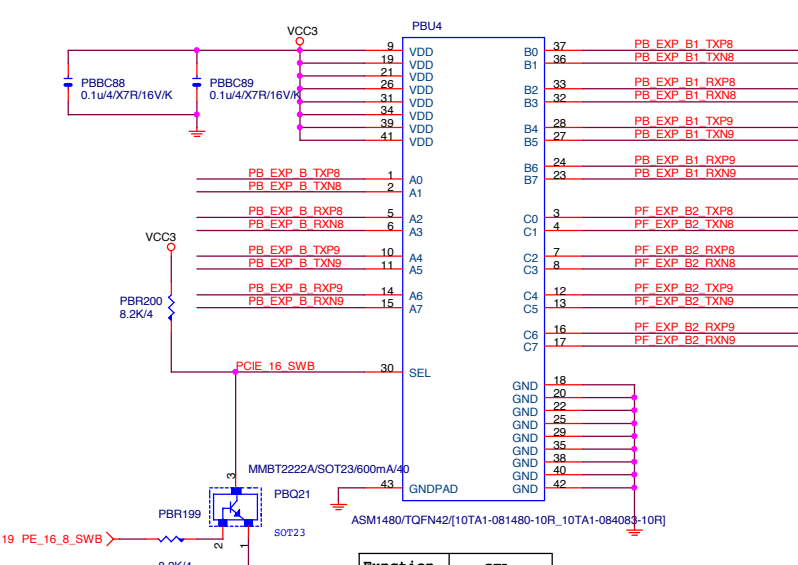 PBU4
VCC3
9 VDD
19 VDD
21 VDD
26 VDD
31 VDD
34 VDD
39 VDD
41 VDD
PBBC88
0.1u/4/X7R/16V/K
PBBC89
0.1u/4/X7R/16V/K
B0 37 PB_EXP_B1_TXP8
B1 36 PB_EXP_B1_TXN8
B2 33 PB_EXP_B1_RXP8
B3 32 PB_EXP_B1_RXN8
B4 28 PB_EXP_B1_TXP9
B5 27 PB_EXP_B1_TXN9
B6 24 PB_EXP_B1_RXP9
B7 23 PB_EXP_B1_RXN9
PB_EXP_B_TXP8 1 A0
PB_EXP_B_TXN8 2 A1
PB_EXP_B_RXP8 5 A2
PB_EXP_B_RXN8 6 A3
PB_EXP_B_TXP9 10 A4
PB_EXP_B_TXN9 11 A5
PB_EXP_B_RXP9 14 A6
PB_EXP_B_RXN9 15 A7
C0 3 PF_EXP_B2_TXP8
C1 4 PF_EXP_B2_TXN8
C2 7 PF_EXP_B2_RXP8
C3 8 PF_EXP_B2_RXN8
C4 12 PF_EXP_B2_TXP9
C5 13 PF_EXP_B2_TXN9
C6 16 PF_EXP_B2_RXP9
C7 17 PF_EXP_B2_RXN9
VCC3
PBR200
8.2K/4
PCIE_16_SWB 30 SEL
GND 18
GND 20
GND 22
GND 25
GND 29
GND 35
GND 38
GND 40
GND 42
43 GNDPAD
MMBT2222A/SOT23/600mA/40
3
PBQ21
SOT23
PBR199
2
1
19 PE_16_8_SWB
8.2K/4
ASM1480/TQFN42/[10TA1-081480-10R_10TA1-084083-10R]
Function